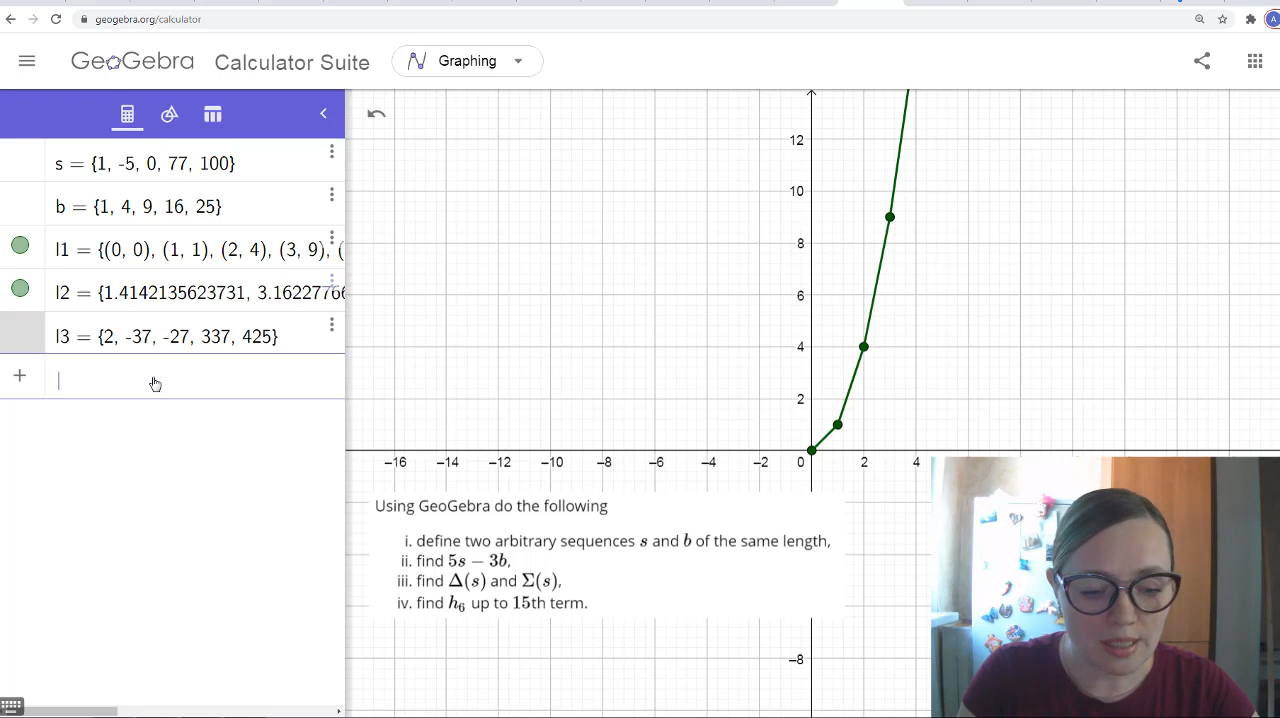 geogebra.org/calculator
A
GeoGebra Calculator Suite Graphing
s = {1, -5, 0, 77, 100}
b = {1, 4, 9, 16, 25}
l1 = {(0, 0), (1, 1), (2, 4), (3, 9), (
l2 = {1.4142135623731, 3.16227766
l3 = {2, -37, -27, 337, 425}
12
10
8
6
4
2
–16 –14 –12 –10 –8 –6 –4 –2 0 2 4
–8
Using GeoGebra do the following
i. define two arbitrary sequences s and b of the same length,
ii. find 5s − 3b,
iii. find Δ(s) and Σ(s),
iv. find h₆ up to 15th term.